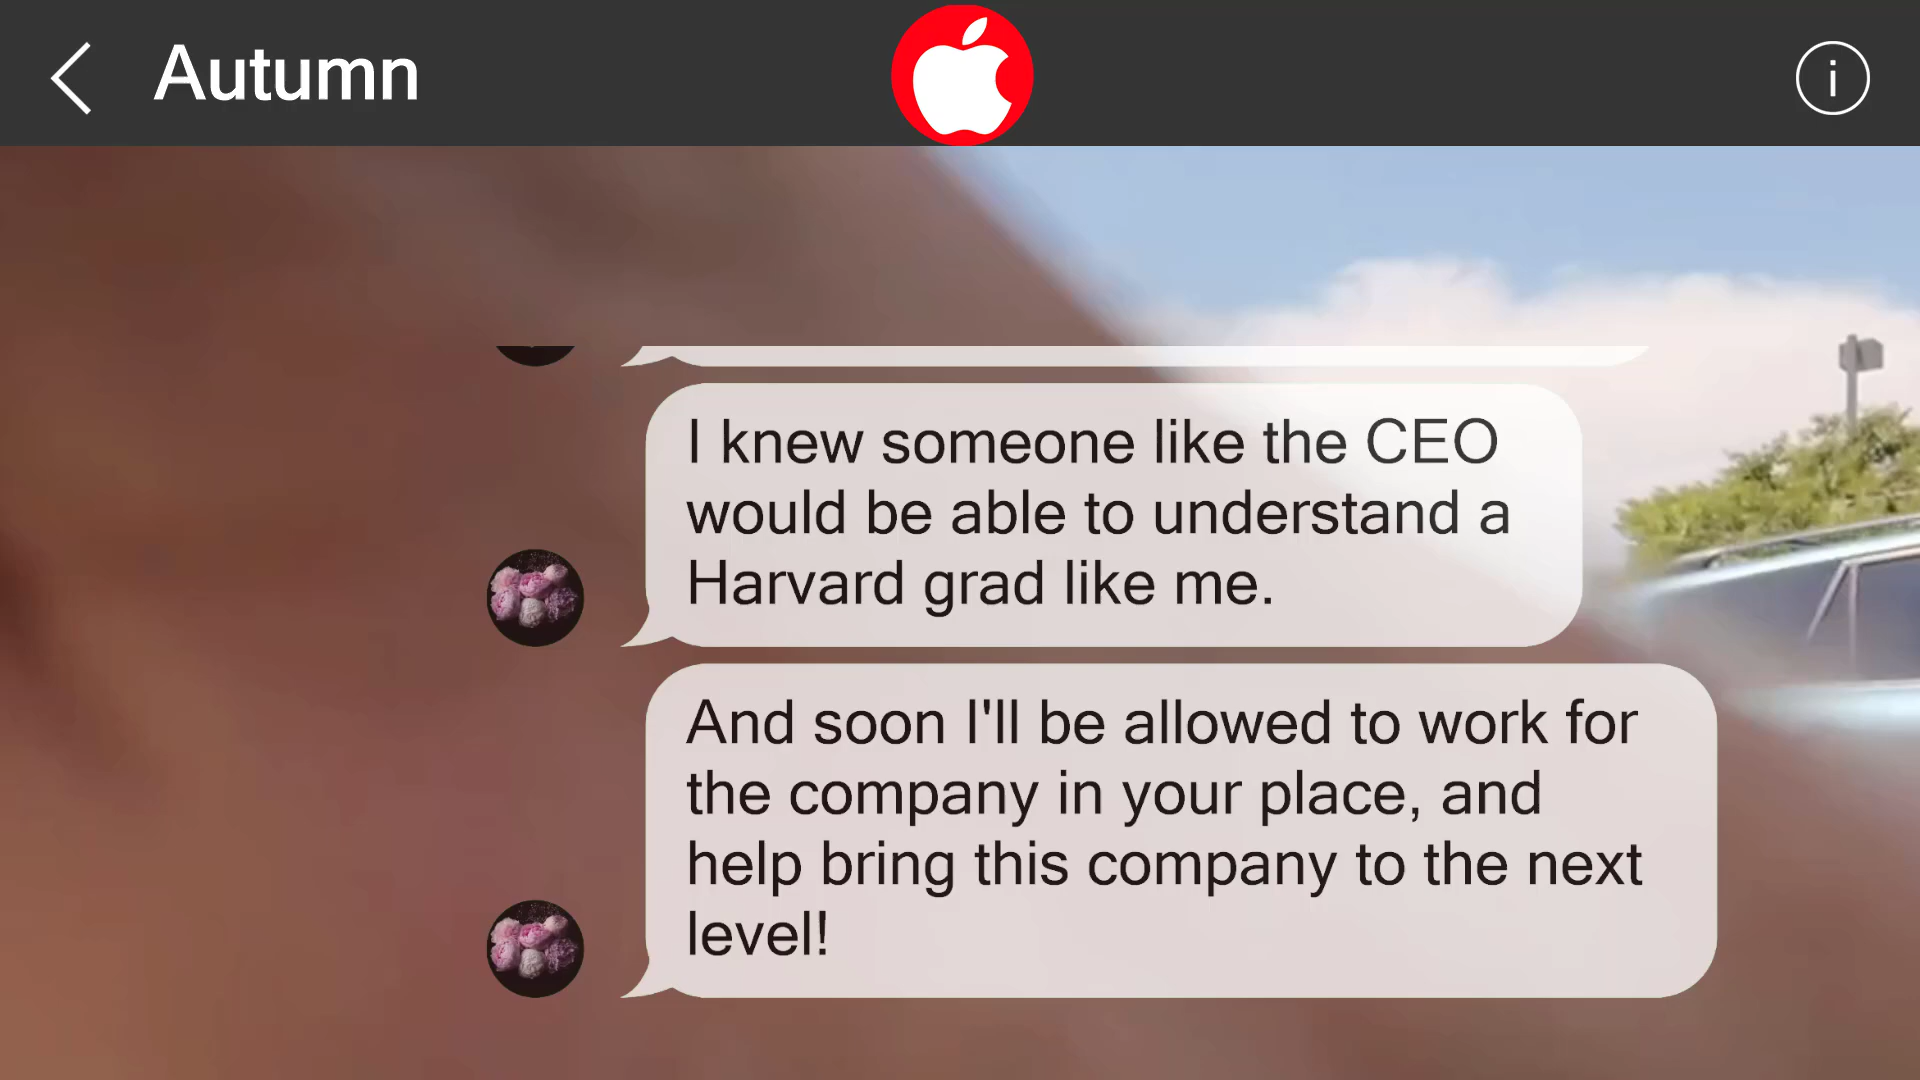 Autumn
i
I knew someone like the CEO
would be able to understand a
Harvard grad like me.
And soon I'll be allowed to work for
the company in your place, and
help bring this company to the next
level!